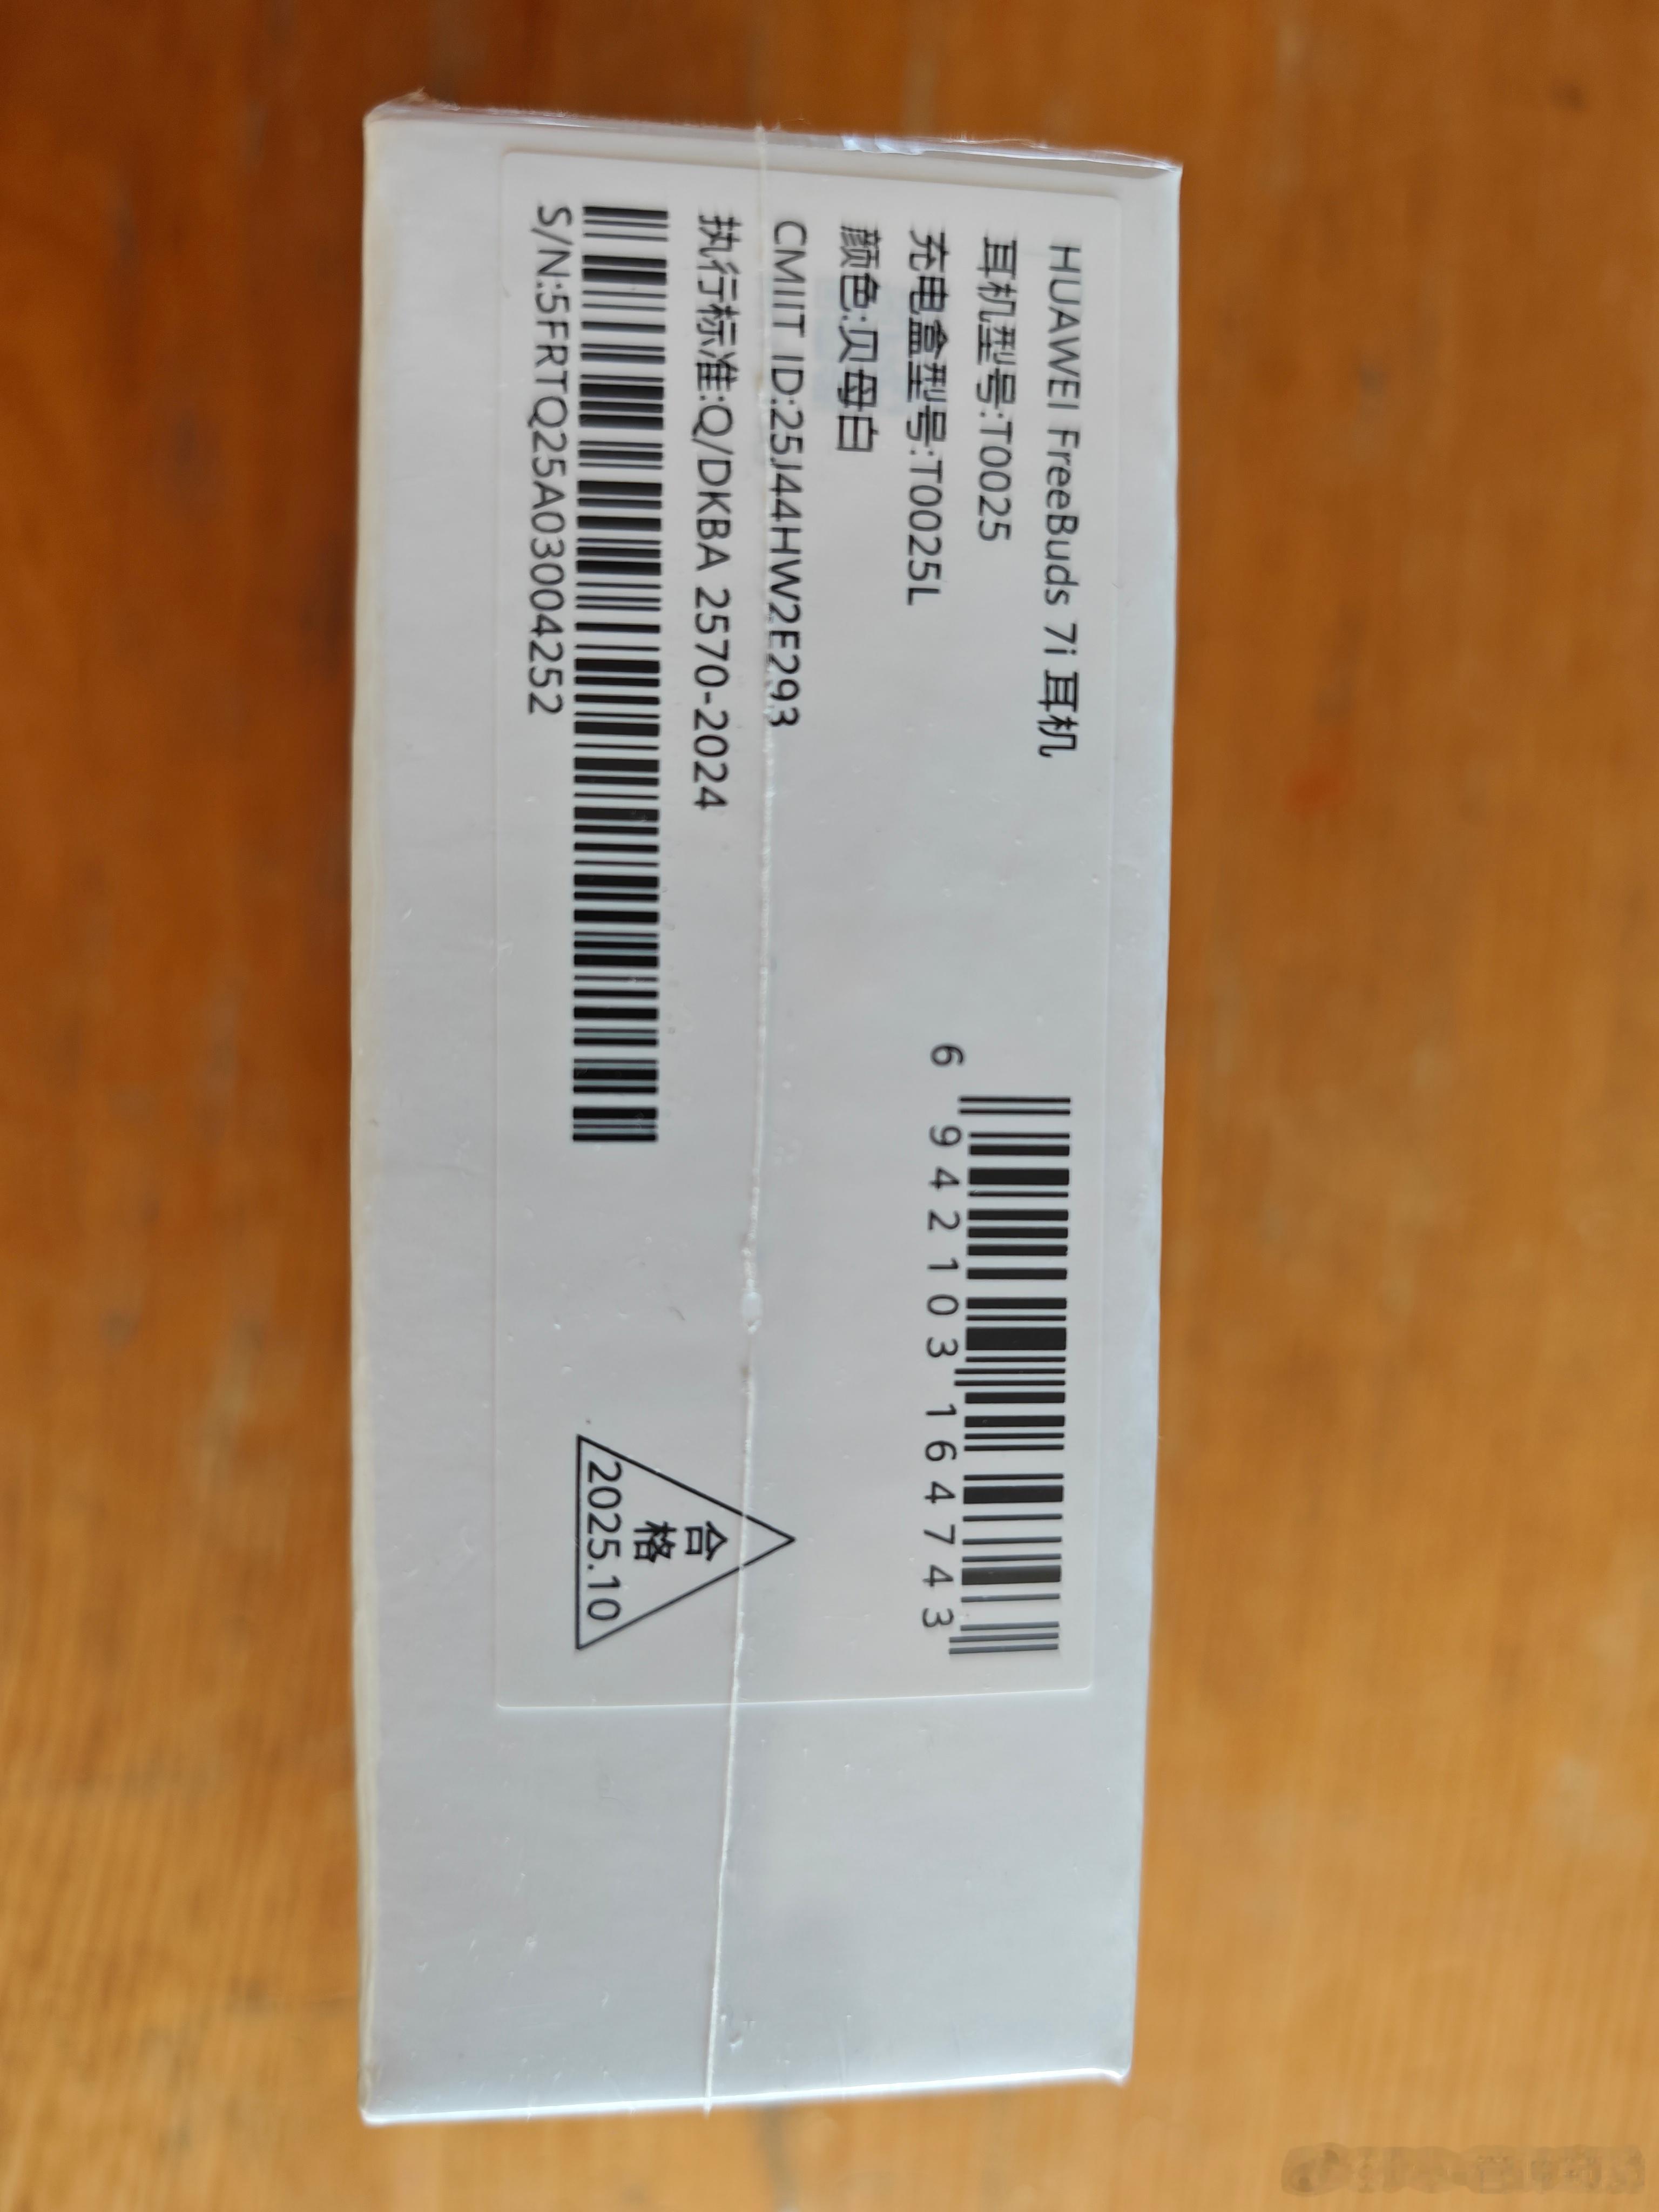 HUAWEI FreeBuds 7i 耳机
耳机型号:T0025
充电盒型号:T0025L
颜色:贝母白
CMIIT ID:25J44HW2E293
执行标准:Q/DKBA 2570-2024
S/N:5FRTQ25A03004252
6 942103 164743
合格
2025.10